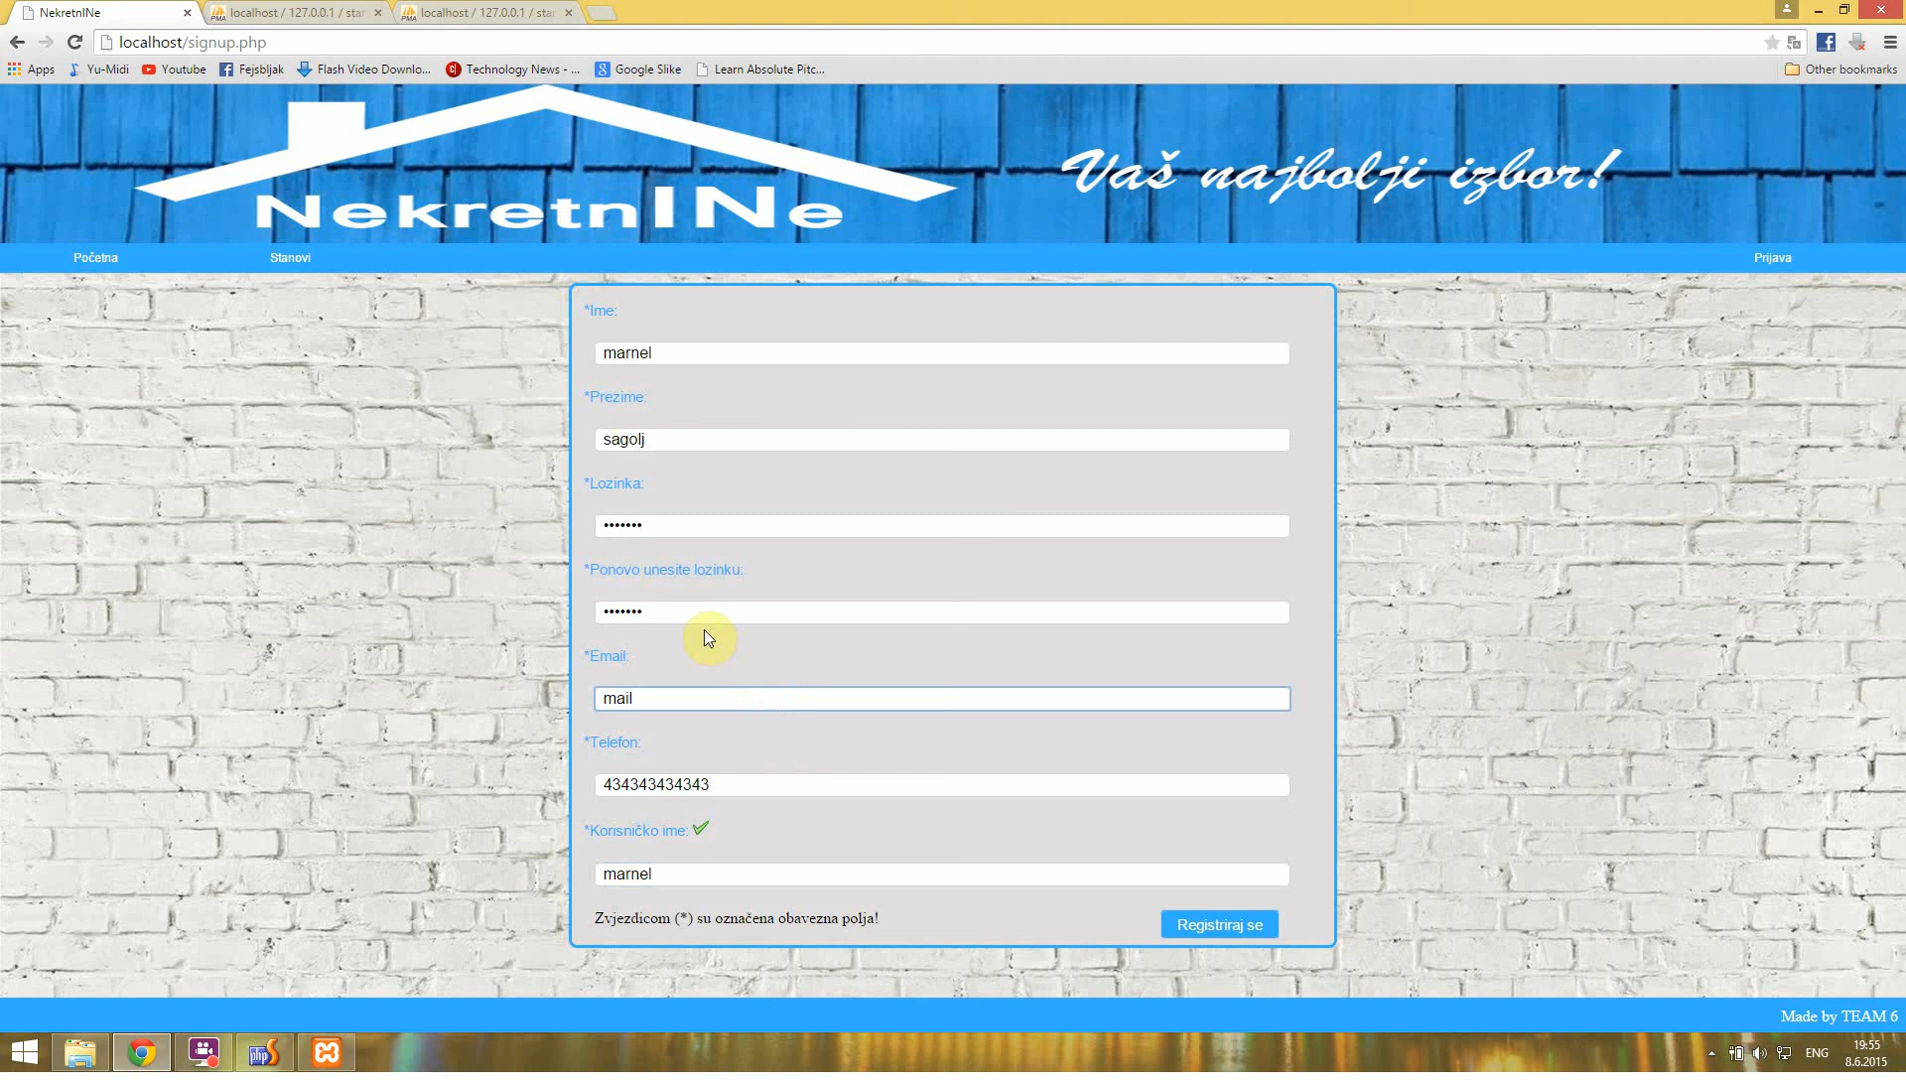 NekretnINe
localhost / 127.0.0.1 / star
localhost / 127.0.0.1 / star
localhost/signup.php
Apps
Yu-Midi
Youtube
Fejsbljak
Flash Video Downlo...
Technology News - ...
Google Slike
Learn Absolute Pitc...
Other bookmarks
NekretnINe
Vaš najbolji izbor!
Početna
Stanovi
Prijava
*Ime:
marnel
*Prezime:
sagolj
*Lozinka:
•••••••
*Ponovo unesite lozinku:
•••••••
*Email:
mail
*Telefon:
434343434343
*Korisničko ime:
marnel
Zvjezdicom (*) su označena obavezna polja!
Registriraj se
Made by TEAM 6
php
ENG
19:55
8.6.2015